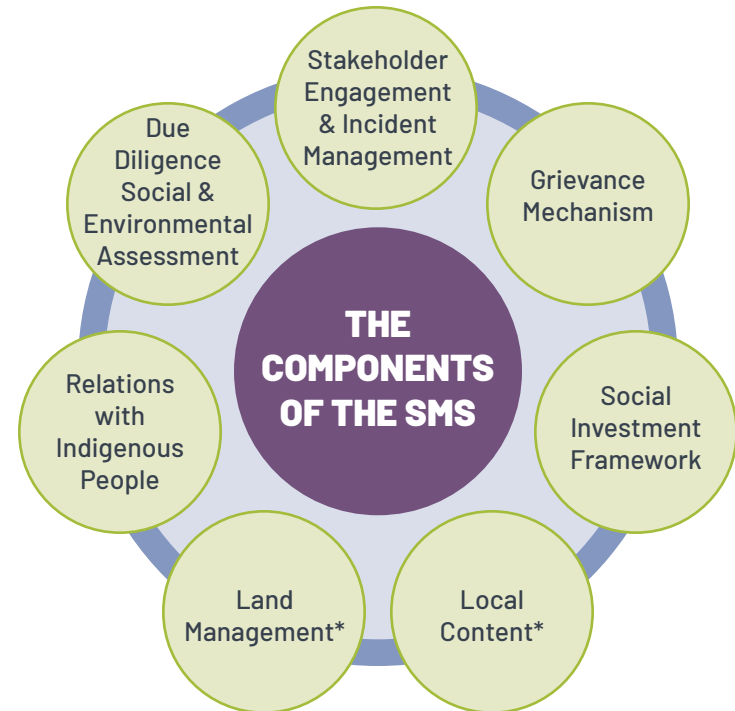 Stakeholder
Engagement
& Incident
Management
Grievance
Mechanism
Social
Investment
Framework
Local
Content*
Land
Management*
Relations
with
Indigenous
People
Due
Diligence
Social &
Environmental
Assessment
THE
COMPONENTS
OF THE SMS